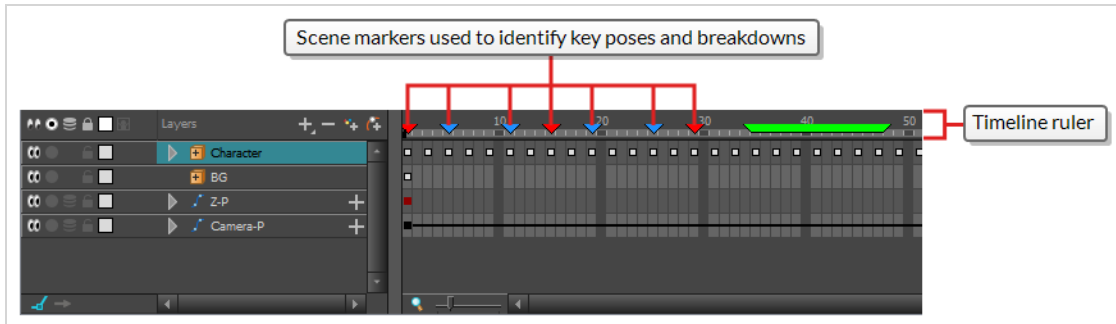 Scene markers used to identify key poses and breakdowns
Layers
10 20 30 40 50
Timeline ruler
Character
BG
Z-P
Camera-P